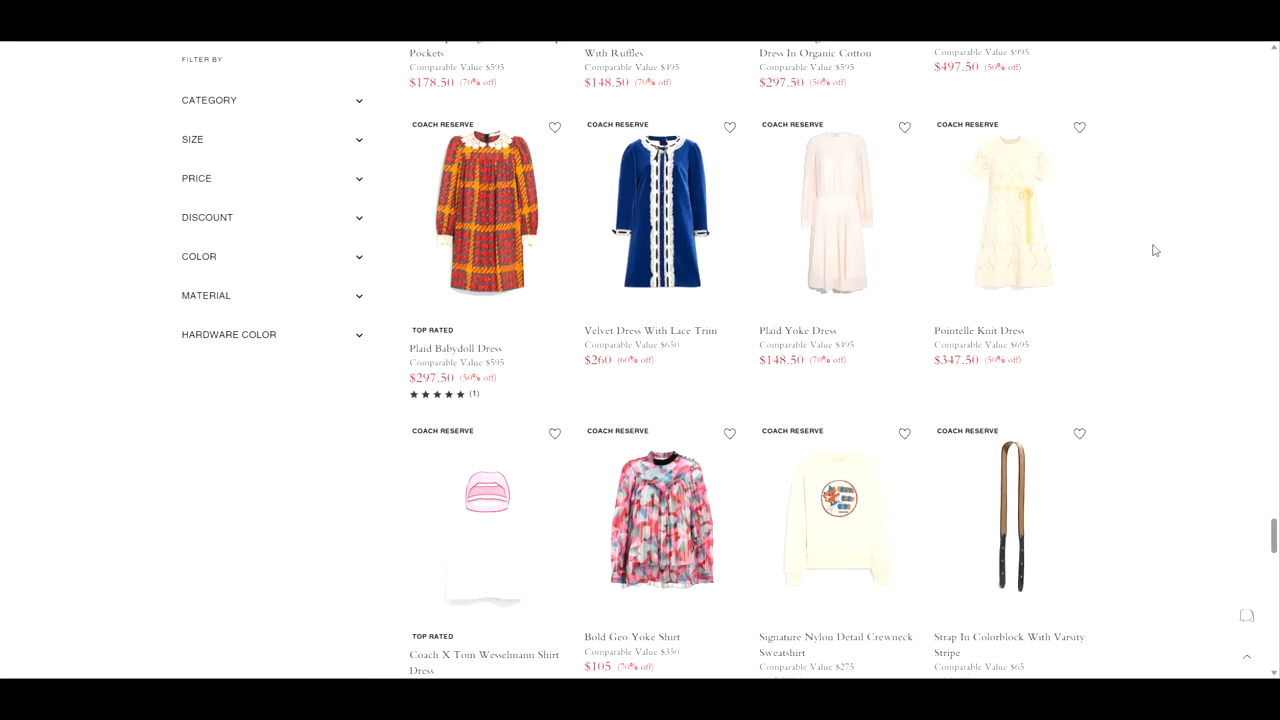 FILTER BY
CATEGORY
SIZE
PRICE
DISCOUNT
COLOR
MATERIAL
HARDWARE COLOR
Pockets
Comparable Value $595
$178.50 (70% off)
With Ruffles
Comparable Value $495
$148.50 (70% off)
Dress In Organic Cotton
Comparable Value $595
$297.50 (50% off)
Comparable Value $995
$497.50 (50% off)
COACH RESERVE
TOP RATED
Plaid Babydoll Dress
Comparable Value $595
$297.50 (50% off)
(1)
COACH RESERVE
Velvet Dress With Lace Trim
Comparable Value $650
$260 (60% off)
COACH RESERVE
Plaid Yoke Dress
Comparable Value $495
$148.50 (70% off)
COACH RESERVE
Pointelle Knit Dress
Comparable Value $695
$347.50 (50% off)
COACH RESERVE
TOP RATED
Coach X Tom Wesselmann Shirt
Dress
COACH RESERVE
Bold Geo Yoke Shirt
Comparable Value $350
$105 (70% off)
COACH RESERVE
Signature Nylon Detail Crewneck
Sweatshirt
Comparable Value $275
COACH RESERVE
Strap In Colorblock With Varsity
Stripe
Comparable Value $65